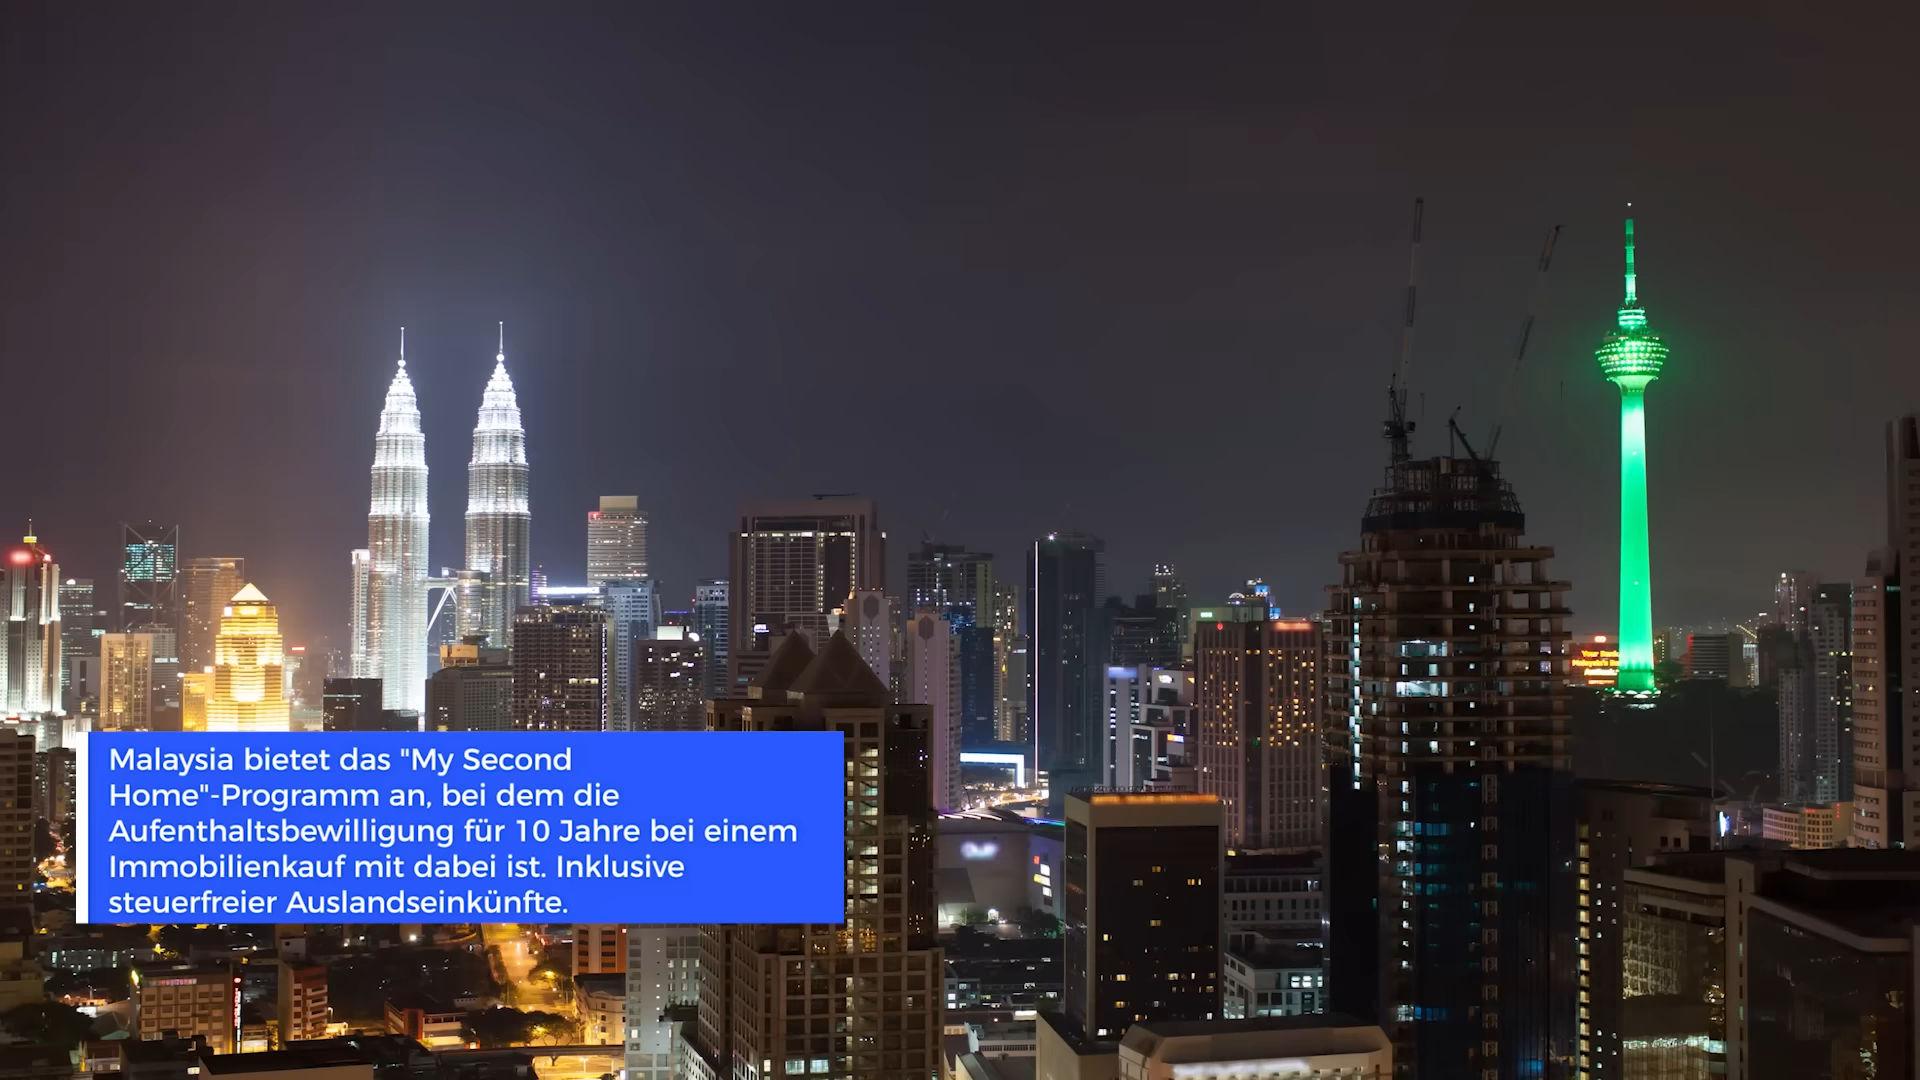 Malaysia bietet das "My Second
Home"-Programm an, bei dem die
Aufenthaltsbewilligung für 10 Jahre bei einem
Immobilienkauf mit dabei ist. Inklusive
steuerfreier Auslandseinkünfte.